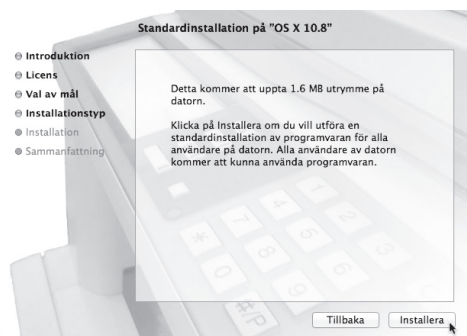 Standardinstallation på "OS X 10.8"
Introduktion
Licens
Val av mål
Installationstyp
Installation
Sammanfattning
Detta kommer att uppta 1.6 MB utrymme på
datorn.
Klicka på Installera om du vill utföra en
standardinstallation av programvaran för alla
användare på datorn. Alla användare av datorn
kommer att kunna använda programvaran.
Tillbaka
Installera